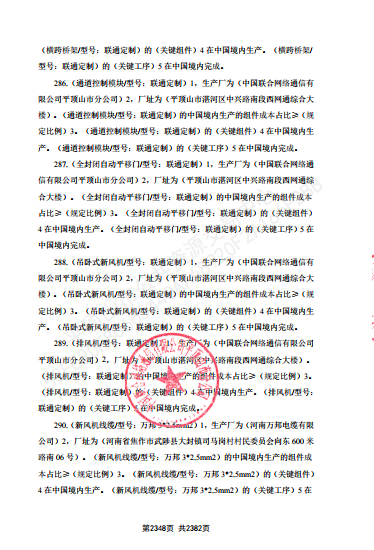 （横跨桥架/型号：联通定制）的（关键组件）4 在中国境内生产。（横跨桥架/
型号：联通定制）的（关键工序）5 在中国境内完成。
286.（通道控制模块/型号：联通定制）1，生产厂为（中国联合网络通信有
限公司平顶山市分公司）2，厂址为（平顶山市湛河区中兴路南段西网通综合大
楼）。（通道控制模块/型号：联通定制）的中国境内生产的组件成本占比≥（规
定比例）3。（通道控制模块/型号：联通定制）的（关键组件）4 在中国境内生
产。（通道控制模块/型号：联通定制）的（关键工序）5 在中国境内完成。
287.（全封闭自动平移门/型号：联通定制）1，生产厂为（中国联合网络通
信有限公司平顶山市分公司）2，厂址为（平顶山市湛河区中兴路南段西网通综
合大楼）。（全封闭自动平移门/型号：联通定制）的中国境内生产的组件成本
占比≥（规定比例）3。（全封闭自动平移门/型号：联通定制）的（关键组件）
4 在中国境内生产。（全封闭自动平移门/型号：联通定制）的（关键工序）5 在
中国境内完成。
288.（吊卧式新风机/型号：联通定制）1，生产厂为（中国联合网络通信有
限公司平顶山市分公司）2，厂址为（平顶山市湛河区中兴路南段西网通综合大
楼）。（吊卧式新风机/型号：联通定制）的中国境内生产的组件成本占比≥（规
定比例）3。（吊卧式新风机/型号：联通定制）的（关键组件）4 在中国境内生
产。（吊卧式新风机/型号：联通定制）的（关键工序）5 在中国境内完成。
289.（排风机/型号：联通定制）1，生产厂为（中国联合网络通信有限公司
平顶山市分公司）2，厂址为（平顶山市湛河区中兴路南段西网通综合大楼）。
（排风机/型号：联通定制）的中国境内生产的组件成本占比≥（规定比例）3。
（排风机/型号：联通定制）的（关键组件）4 在中国境内生产。（排风机/型号：
联通定制）的（关键工序）5 在中国境内完成。
290.（新风机线缆/型号：万邦 3*2.5mm2）1，生产厂为（河南万邦电缆有限
公司）2，厂址为（河南省焦作市武陟县大封镇司马岗村村民委员会向东 600 米
路南 06 号）。（新风机线缆/型号：万邦 3*2.5mm2）的中国境内生产的组件成
本占比≥（规定比例）3。（新风机线缆/型号：万邦 3*2.5mm2）的（关键组件）
4 在中国境内生产。（新风机线缆/型号：万邦 3*2.5mm2）的（关键工序）5 在
第2348页 共2382页